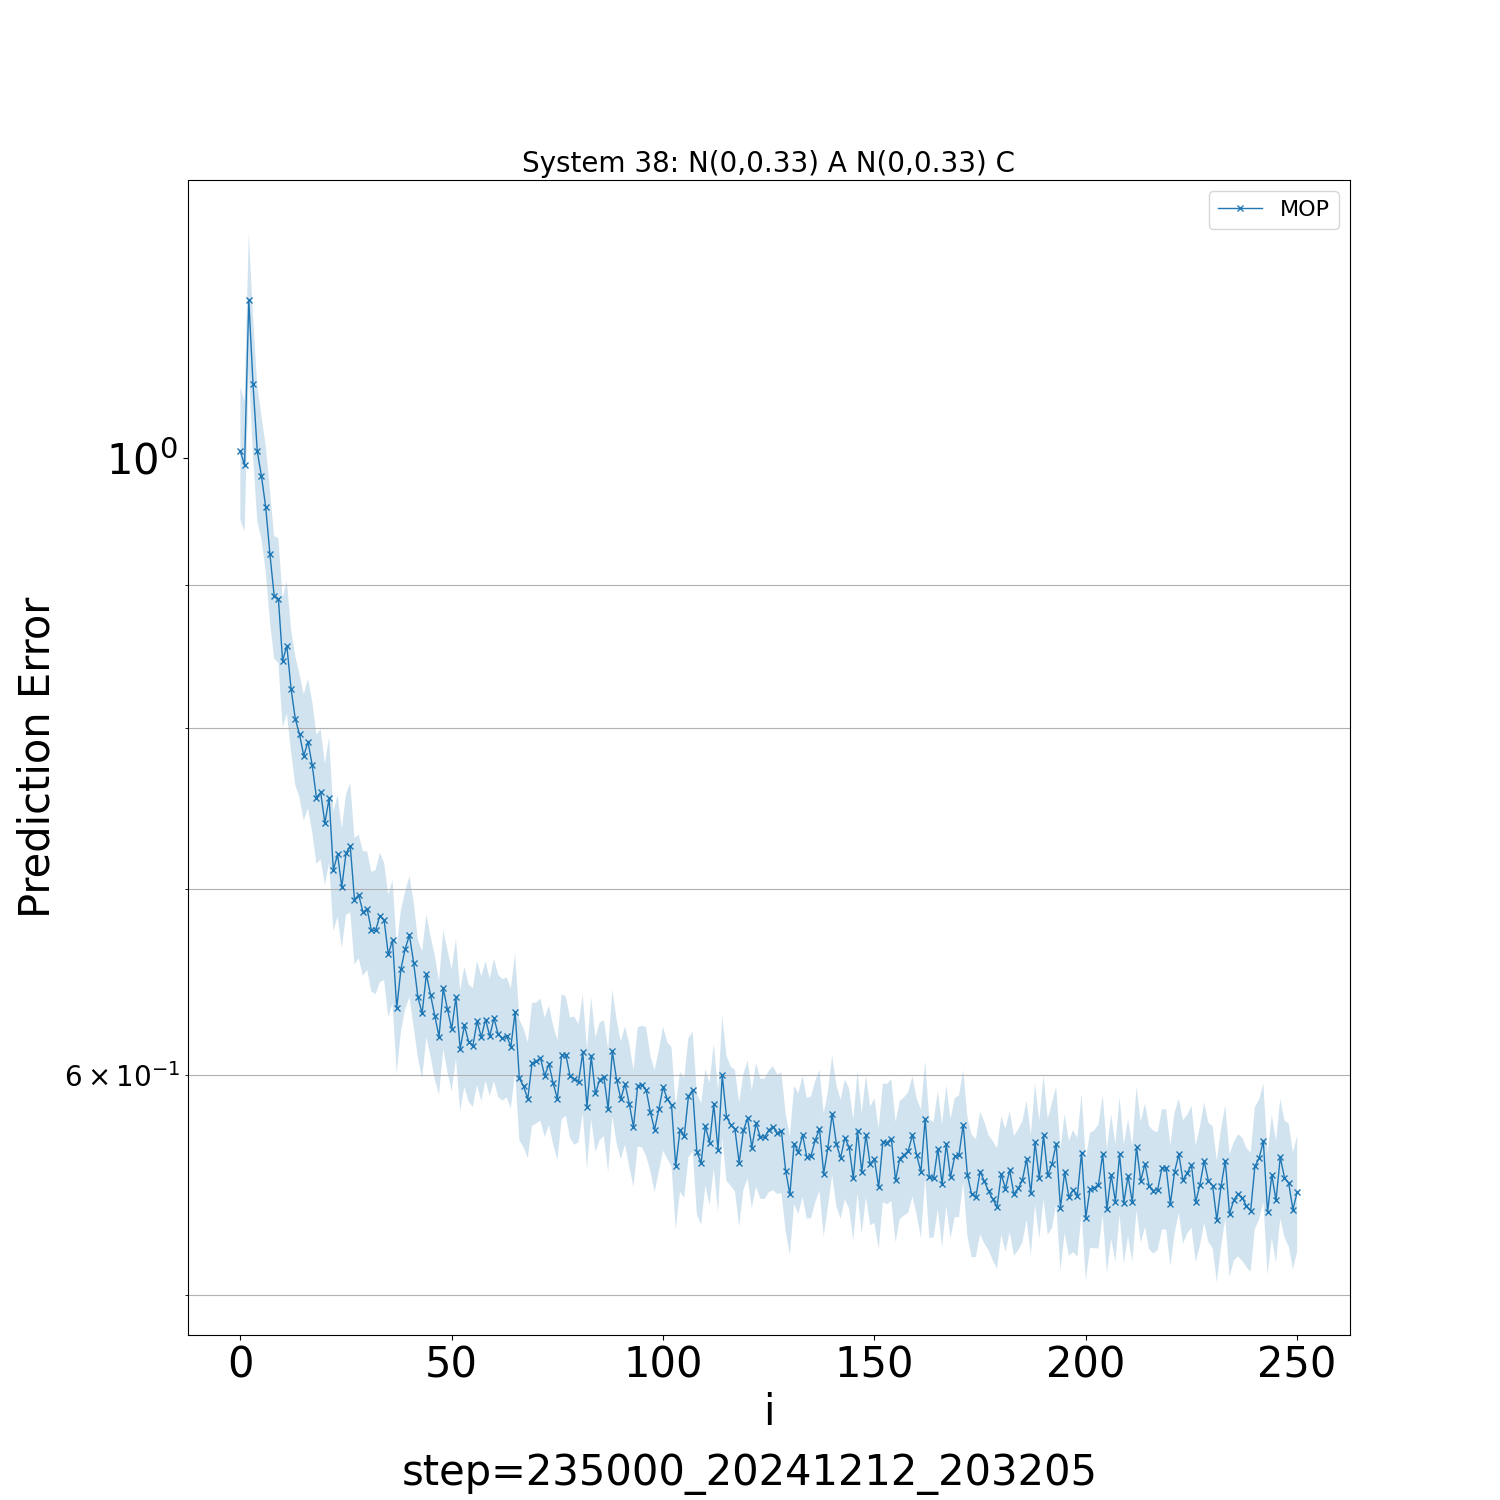 System 38: N(0,0.33) A N(0,0.33) C
MOP
10⁰
6 × 10⁻¹
Prediction Error
0 50 100 150 200 250
i
step=235000_20241212_203205